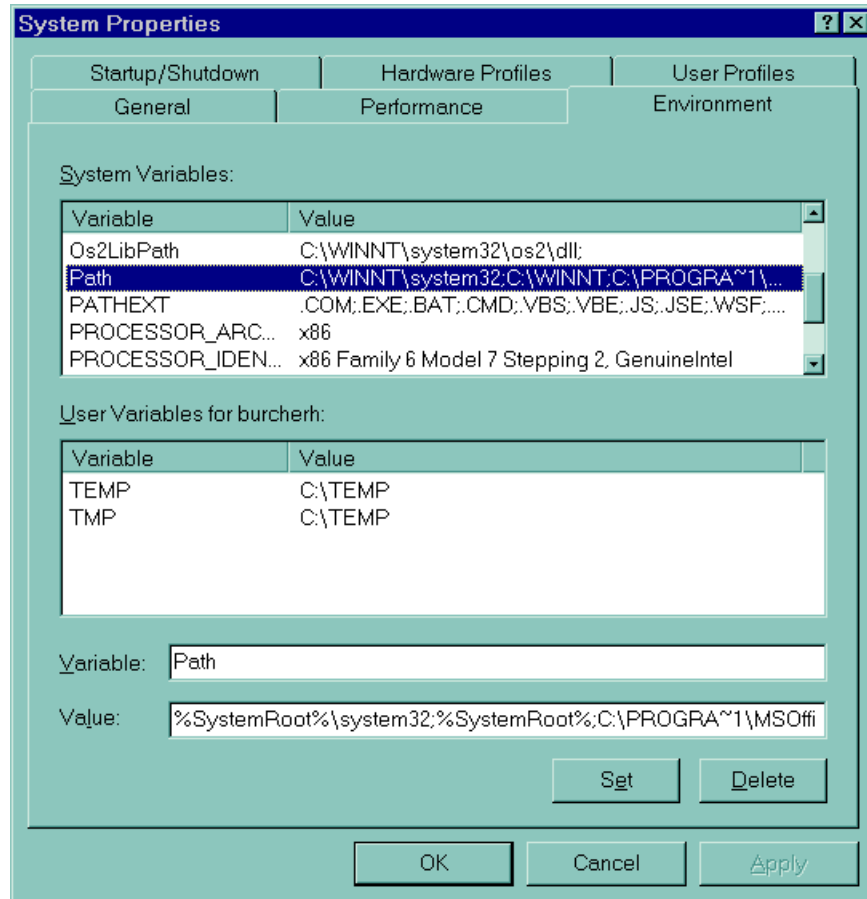 System Properties
Startup/Shutdown Hardware Profiles User Profiles
General Performance Environment
System Variables:
Variable Value
Os2LibPath C:\WINNT\system32\os2\dll;
Path C:\WINNT\system32;C:\WINNT;C:\PROGRA~1\...
PATHEXT .COM;.EXE;.BAT;.CMD;.VBS;.VBE;.JS;.JSE;.WSF;....
PROCESSOR_ARC... x86
PROCESSOR_IDEN... x86 Family 6 Model 7 Stepping 2, GenuineIntel
User Variables for burcherh:
Variable Value
TEMP C:\TEMP
TMP C:\TEMP
Variable: Path
Value: %SystemRoot%\system32;%SystemRoot%;C:\PROGRA~1\MSOffi
Set Delete
OK Cancel Apply